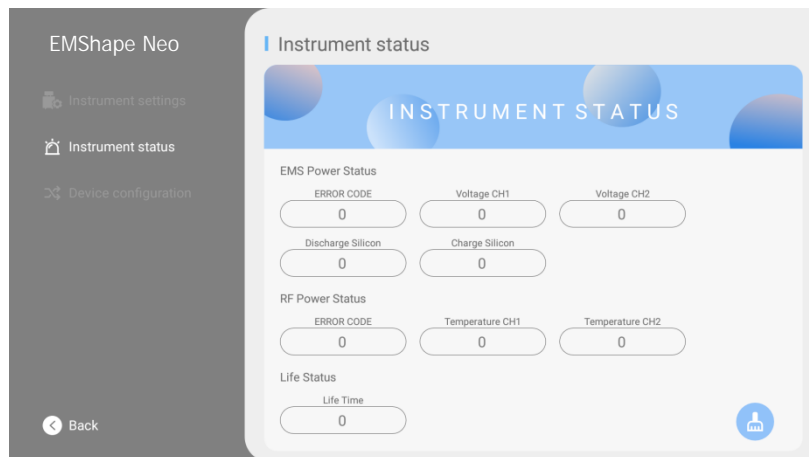 EMShape Neo
Instrument settings
Instrument status
Device configuration
Back
Instrument status
INSTRUMENT STATUS
EMS Power Status
ERROR CODE Voltage CH1 Voltage CH2
0 0 0
Discharge Silicon Charge Silicon
0 0
RF Power Status
ERROR CODE Temperature CH1 Temperature CH2
0 0 0
Life Status
Life Time
0